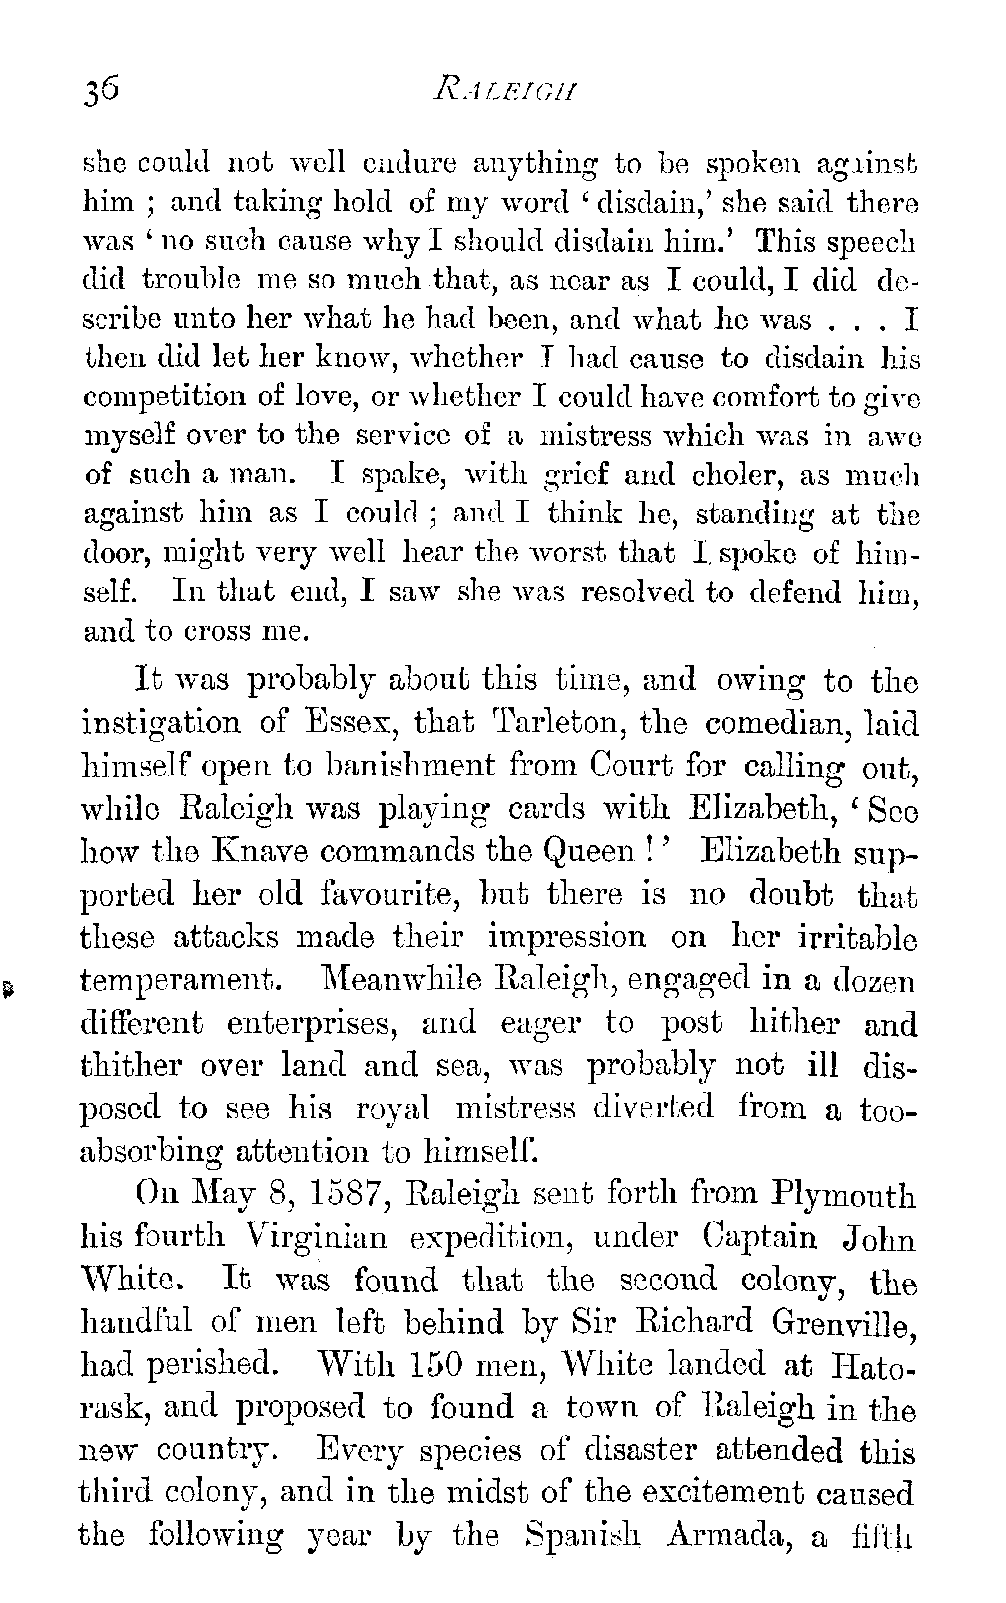 36 RALEIGH
she could not well endure anything to be spoken against
him ; and taking hold of my word ‘ disdain,’ she said there
was ‘ no such cause why I should disdain him.’ This speech
did trouble me so much that, as near as I could, I did de-
scribe unto her what he had been, and what he was . . . I
then did let her know, whether I had cause to disdain his
competition of love, or whether I could have comfort to give
myself over to the service of a mistress which was in awe
of such a man. I spake, with grief and choler, as much
against him as I could ; and I think he, standing at the
door, might very well hear the worst that I spoke of him-
self. In that end, I saw she was resolved to defend him,
and to cross me.
It was probably about this time, and owing to the
instigation of Essex, that Tarleton, the comedian, laid
himself open to banishment from Court for calling out,
while Raleigh was playing cards with Elizabeth, ‘ See
how the Knave commands the Queen ! ’ Elizabeth sup-
ported her old favourite, but there is no doubt that
these attacks made their impression on her irritable
temperament. Meanwhile Raleigh, engaged in a dozen
different enterprises, and eager to post hither and
thither over land and sea, was probably not ill dis-
posed to see his royal mistress diverted from a too-
absorbing attention to himself.
On May 8, 1587, Raleigh sent forth from Plymouth
his fourth Virginian expedition, under Captain John
White. It was found that the second colony, the
handful of men left behind by Sir Richard Grenville,
had perished. With 150 men, White landed at Hato-
rask, and proposed to found a town of Raleigh in the
new country. Every species of disaster attended this
third colony, and in the midst of the excitement caused
the following year by the Spanish Armada, a fifth